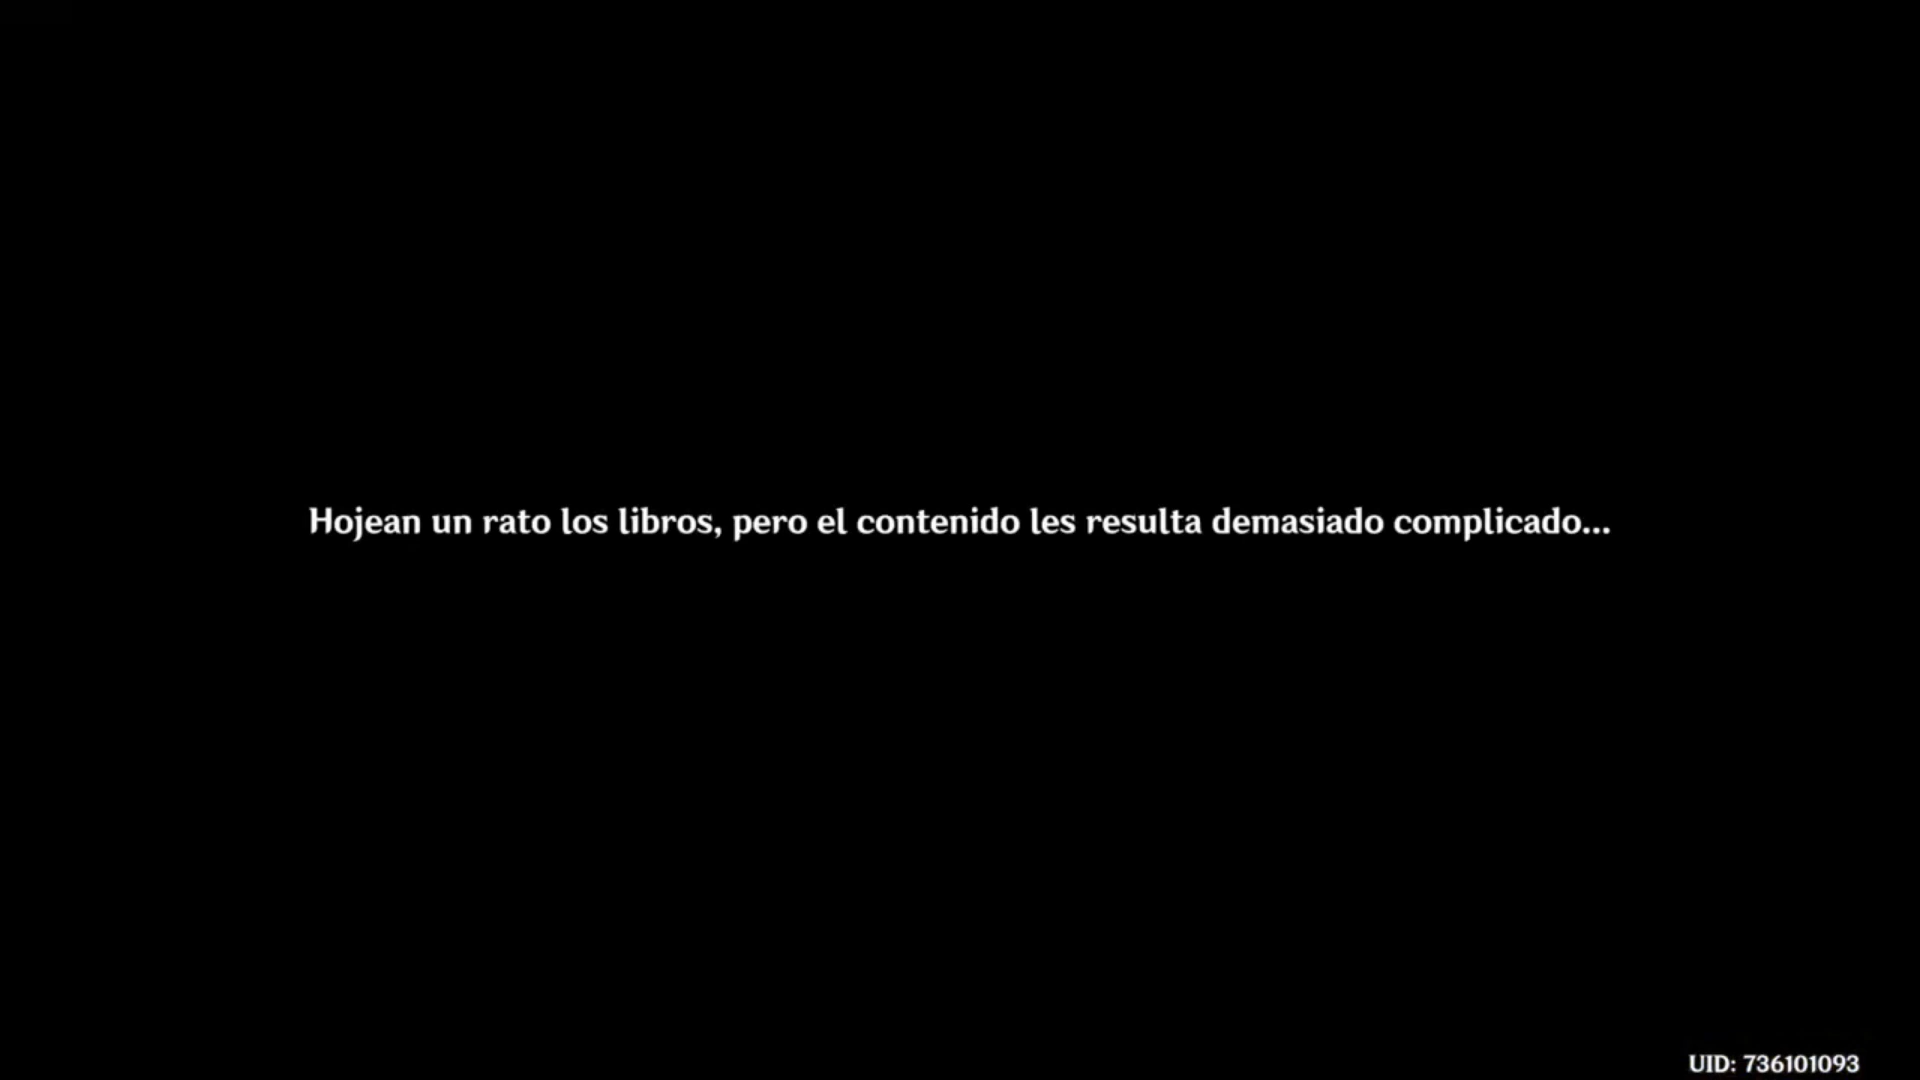 Hojean un rato los libros, pero el contenido les resulta demasiado complicado...
UID: 736101093